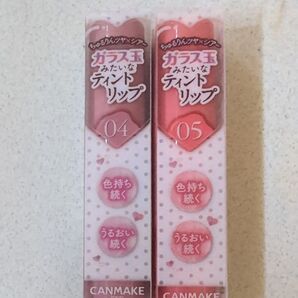 ちゅるりんツヤ×シアー
ガラス玉
みたいな
ティント
リップ
04
色持ち
続く
うるおい
続く
CANMAKE
ちゅるりんツヤ×シアー
ガラス玉
みたいな
ティント
リップ
05
色持ち
続く
うるおい
続く
CANMAKE